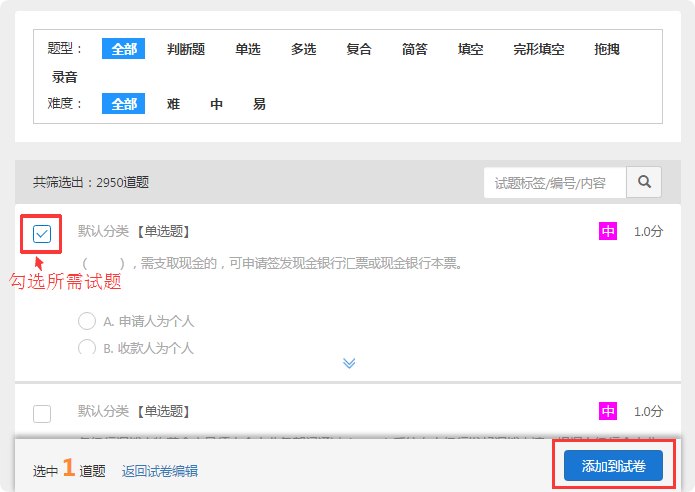 题型： 全部 判断题 单选 多选 复合 简答 填空 完形填空 拖拽
录音
难度： 全部 难 中 易
共筛选出：2950道题 试题标签/编号/内容
默认分类 【单选题】 中 1.0分
（ ），需支取现金的，可申请签发现金银行汇票或现金银行本票。
勾选所需试题
A. 申请人为个人
B. 收款人为个人
默认分类 【单选题】 中 1.0分
选中 1 道题 返回试卷编辑 添加到试卷